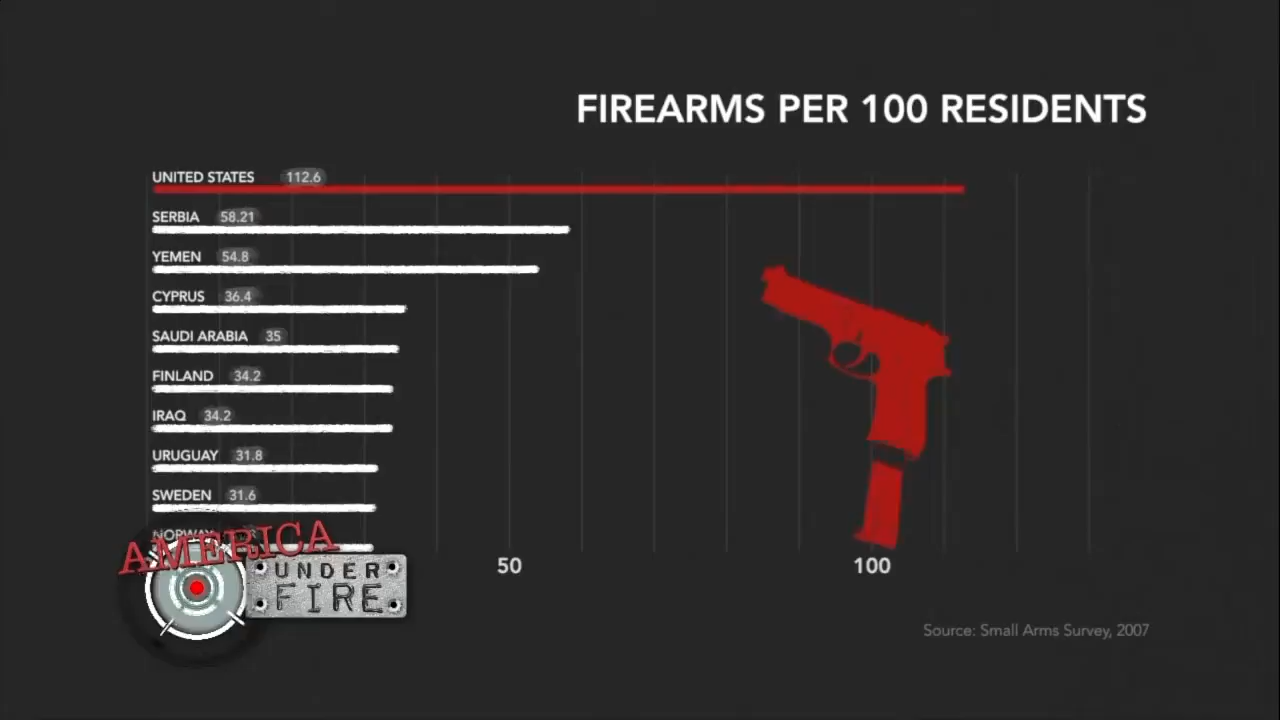 FIREARMS PER 100 RESIDENTS
UNITED STATES 112.6
SERBIA 58.21
YEMEN 54.8
CYPRUS 36.4
SAUDI ARABIA 35
FINLAND 34.2
IRAQ 34.2
URUGUAY 31.8
SWEDEN 31.6
NORWAY
AMERICA
UNDER
FIRE
50 100
Source: Small Arms Survey, 2007